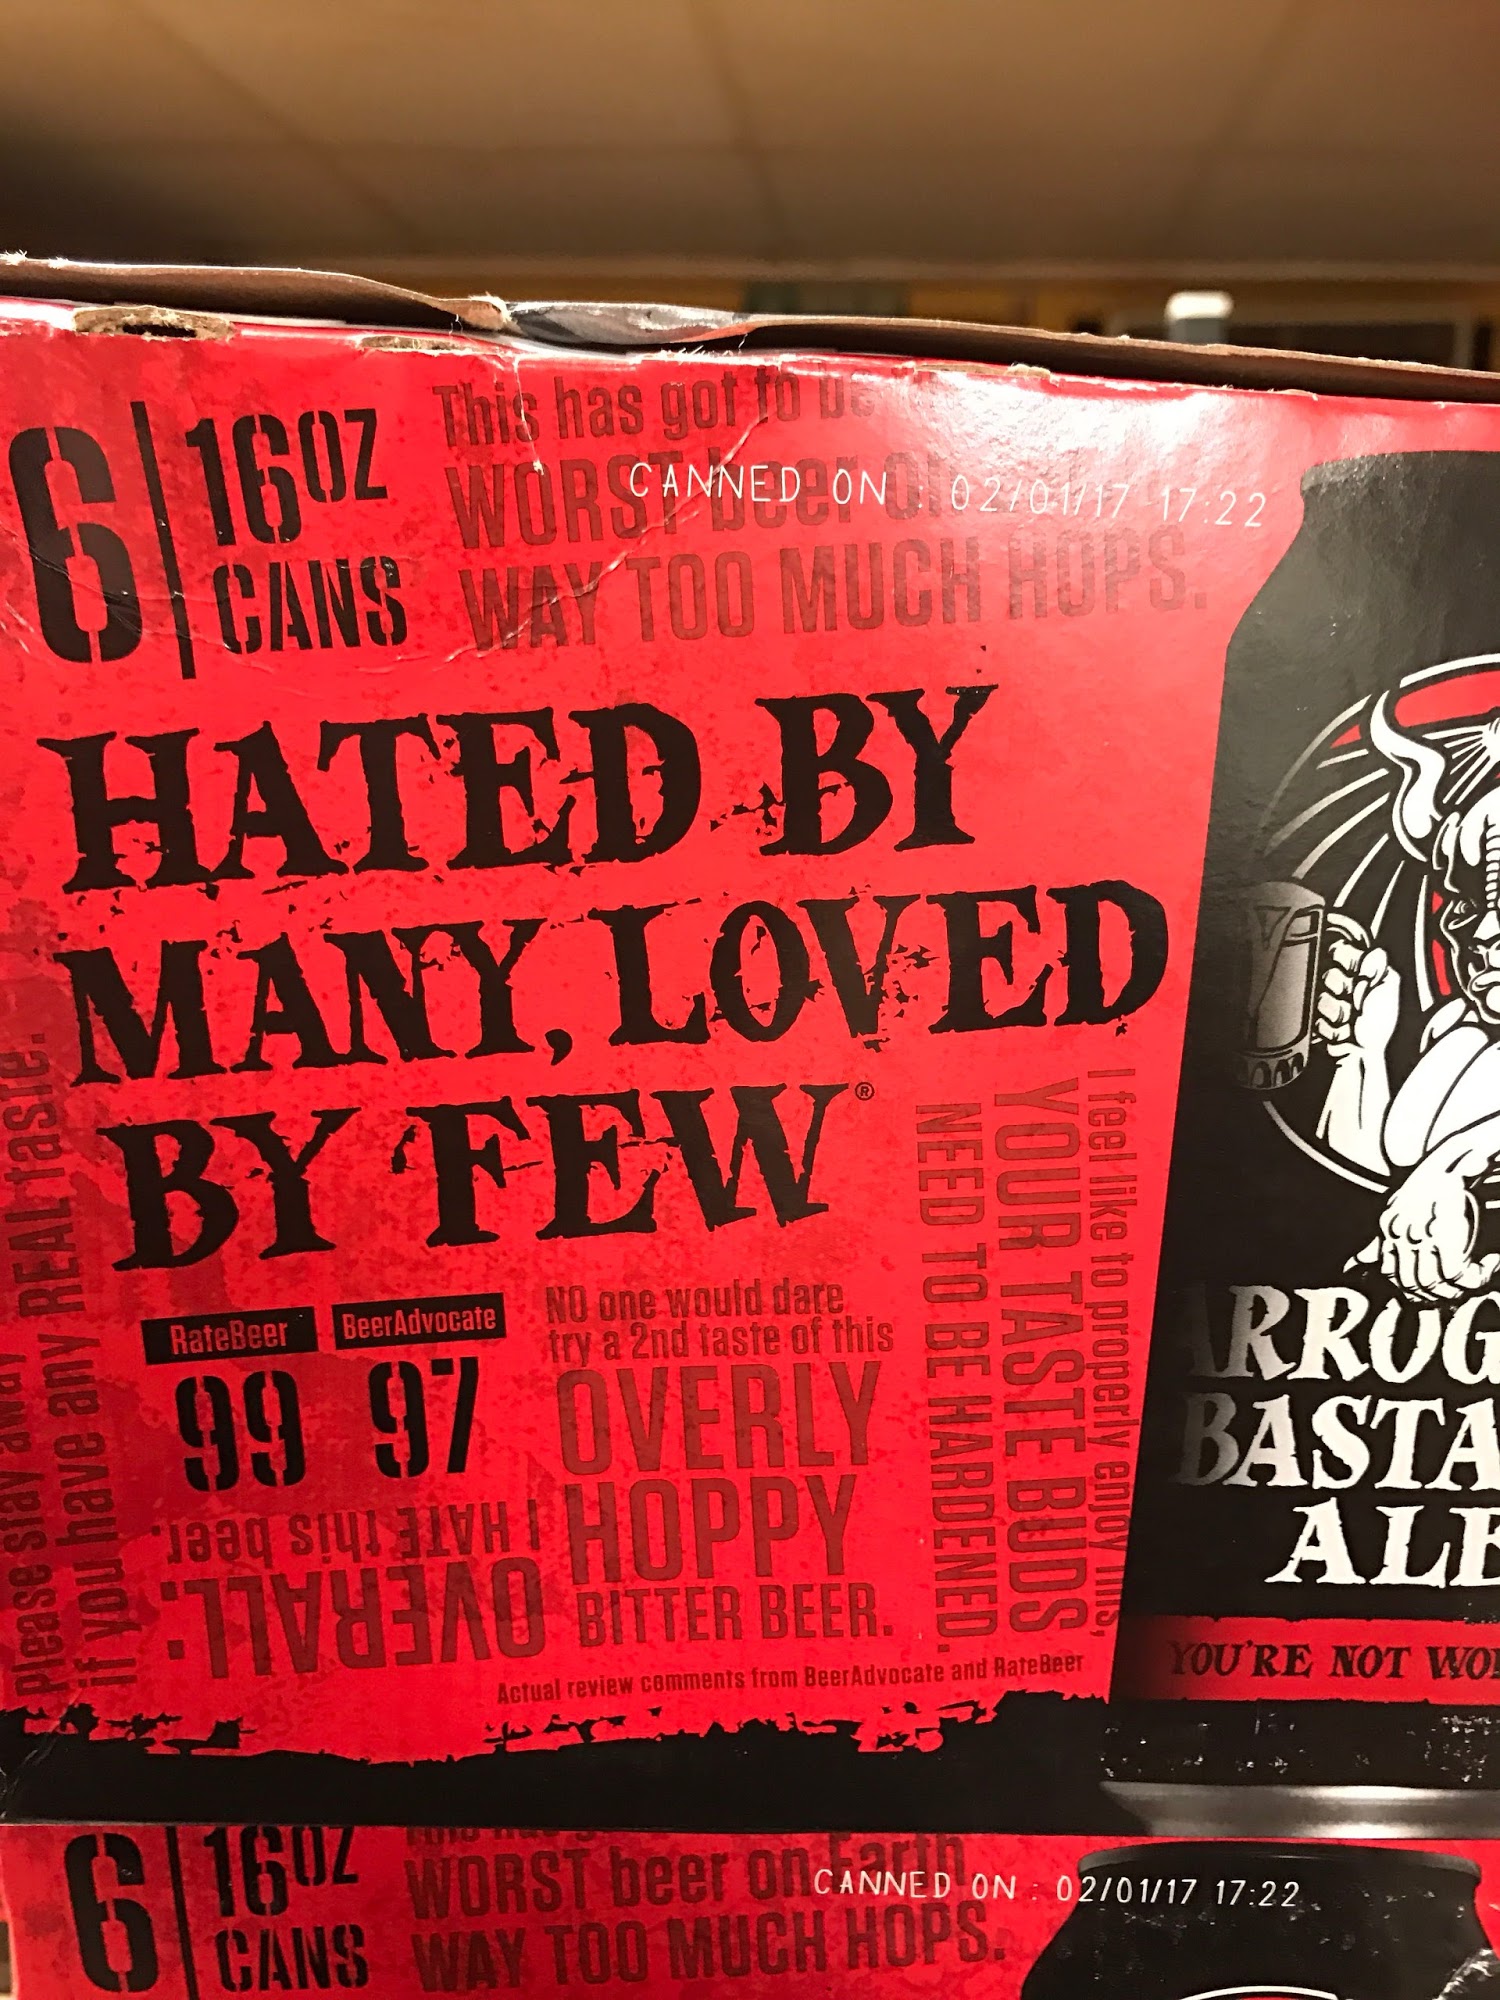 6
16OZ
CANS
This has got to be
WORST beer on
WAY TOO MUCH HOPS.
CANNED ON : 02/01/17 17:22
HATED BY
MANY, LOVED
BY FEW®
RateBeer
99
BeerAdvocate
97
NO one would dare
try a 2nd taste of this
OVERLY
HOPPY
BITTER BEER.
I HATE this beer.
OVERALL.
Actual review comments from BeerAdvocate and RateBeer
I feel like to properly enjoy this,
YOUR TASTE BUDS
NEED TO BE HARDENED.
Please stay away
if you have any REAL taste.
ARROG
BASTA
ALE
YOU'RE NOT WO
6
16OZ
CANS
WORST beer on Earth
WAY TOO MUCH HOPS.
CANNED ON : 02/01/17 17:22